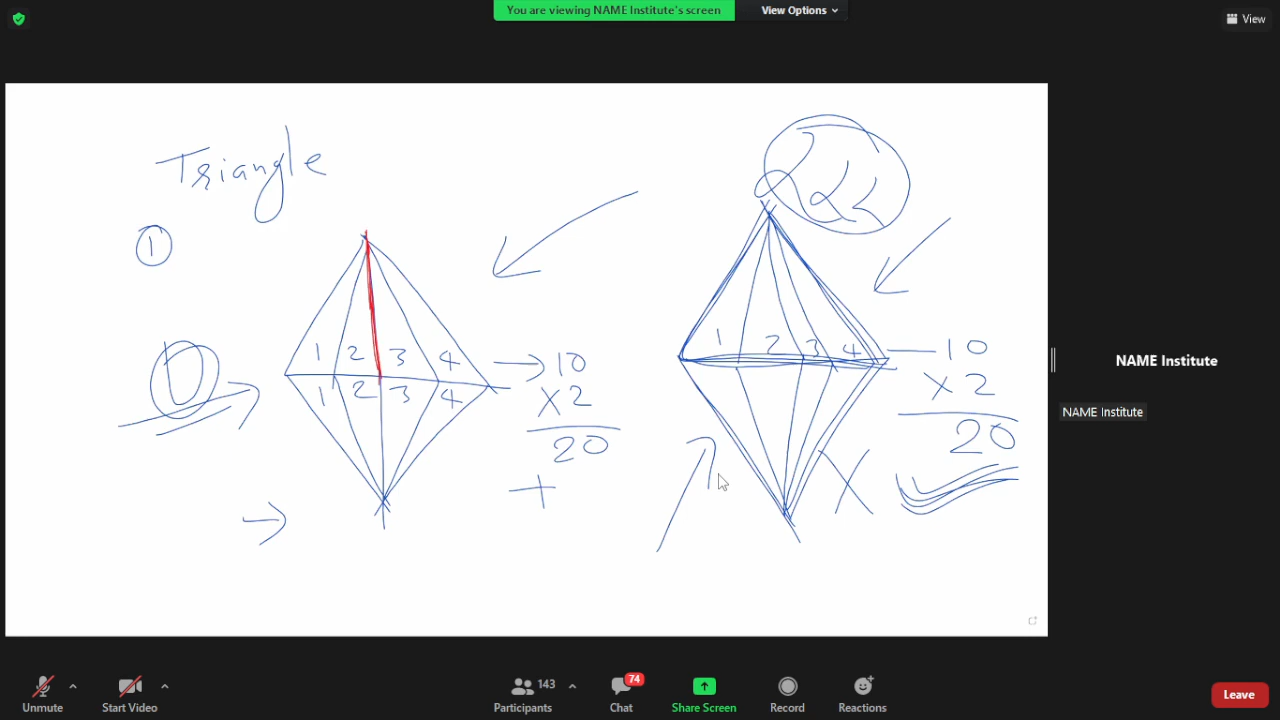 You are viewing NAME Institute's screen
View Options
View
Triangle
1
1 2 3 4
1 2 3 4
10
X 2
20
+
1 2 3 4
10
X 2
20
X
NAME Institute
NAME Institute
Unmute
Start Video
143
Participants
74
Chat
Share Screen
Record
Reactions
Leave